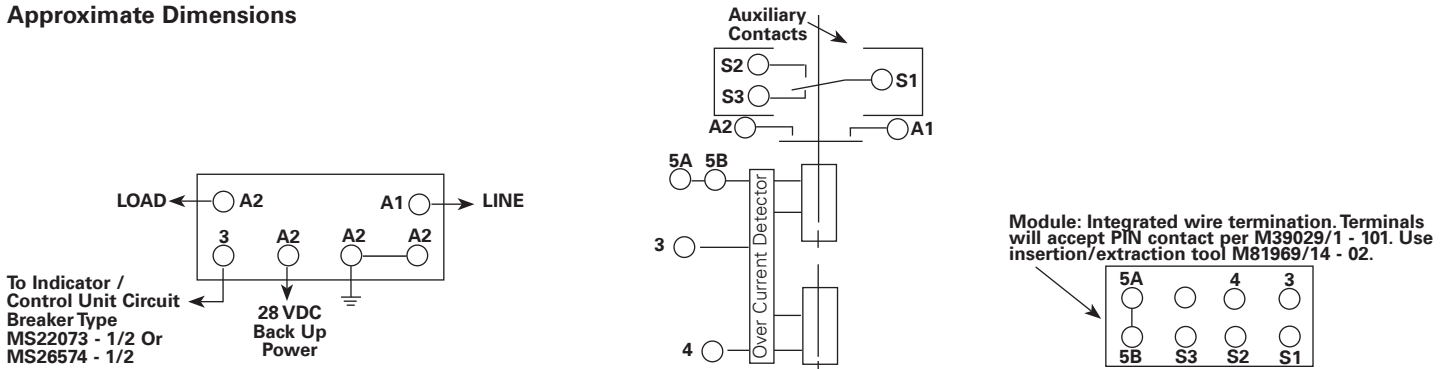 Approximate Dimensions
LOAD
A2
A1
LINE
3
A2
A2
A2
To Indicator /
Control Unit Circuit
Breaker Type
MS22073 - 1/2 Or
MS26574 - 1/2
28 VDC
Back Up
Power
Auxiliary
Contacts
S2
S1
S3
A2
A1
5A 5B
3
4
Over Current Detector
Module: Integrated wire termination. Terminals
will accept PIN contact per M39029/1 - 101. Use
insertion/extraction tool M81969/14 - 02.
5A 4 3
5B S3 S2 S1